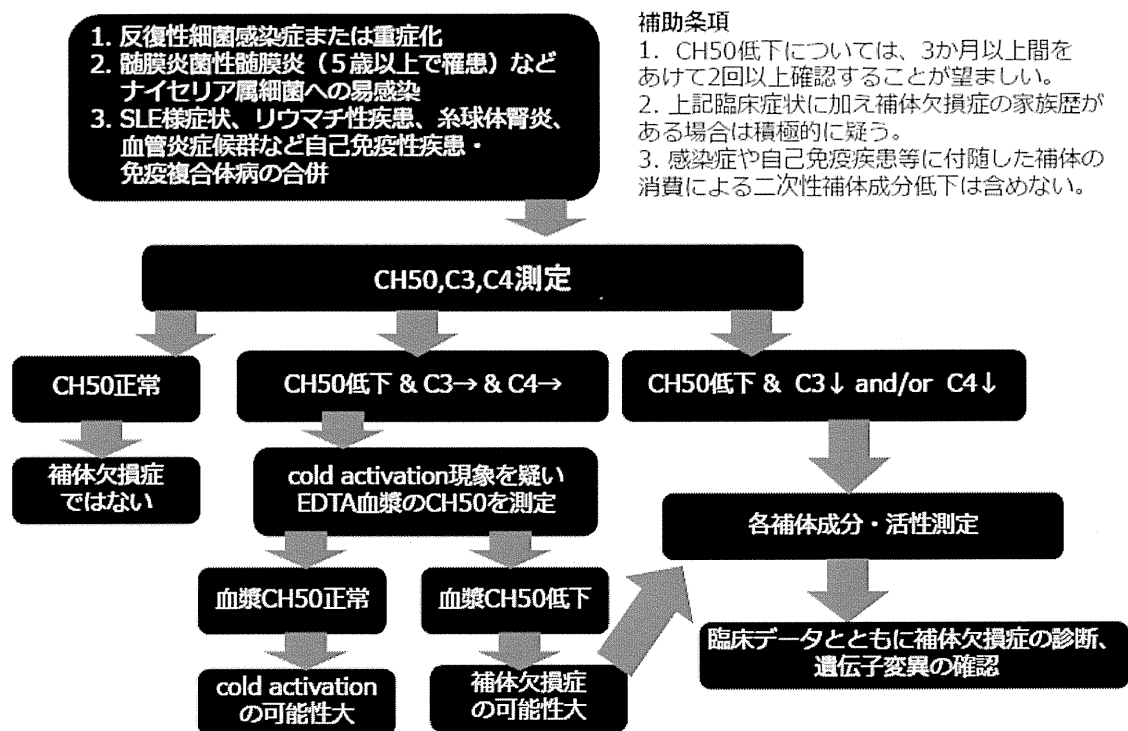 1. 反復性細菌感染症または重症化
2. 髄膜炎菌性髄膜炎（５歳以上で罹患）など
ナイセリア属細菌への易感染
3. SLE様症状、リウマチ性疾患、糸球体腎炎、
血管炎症候群など自己免疫性疾患・
免疫複合体病の合併
補助条項
1. CH50低下については、3か月以上間を
あけて2回以上確認することが望ましい。
2. 上記臨床症状に加え補体欠損症の家族歴が
ある場合は積極的に疑う。
3. 感染症や自己免疫疾患等に付随した補体の
消費による二次性補体成分低下は含めない。
CH50,C3,C4測定
CH50正常
CH50低下 & C3→ & C4→
CH50低下 & C3↓ and/or C4↓
補体欠損症
ではない
cold activation現象を疑い
EDTA血漿のCH50を測定
各補体成分・活性測定
血漿CH50正常
血漿CH50低下
臨床データとともに補体欠損症の診断、
遺伝子変異の確認
cold activation
の可能性大
補体欠損症
の可能性大